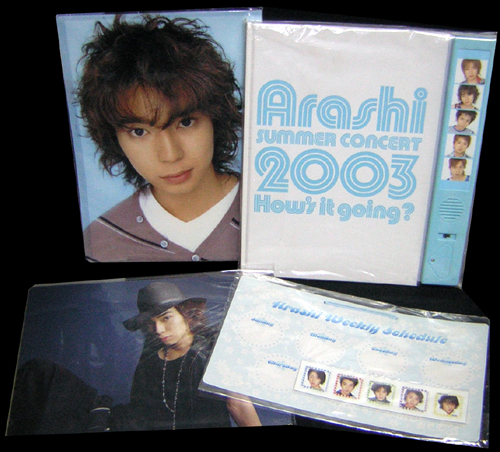 Arashi
SUMMER CONCERT
2003
How's it going?
Arashi Weekly Schedule